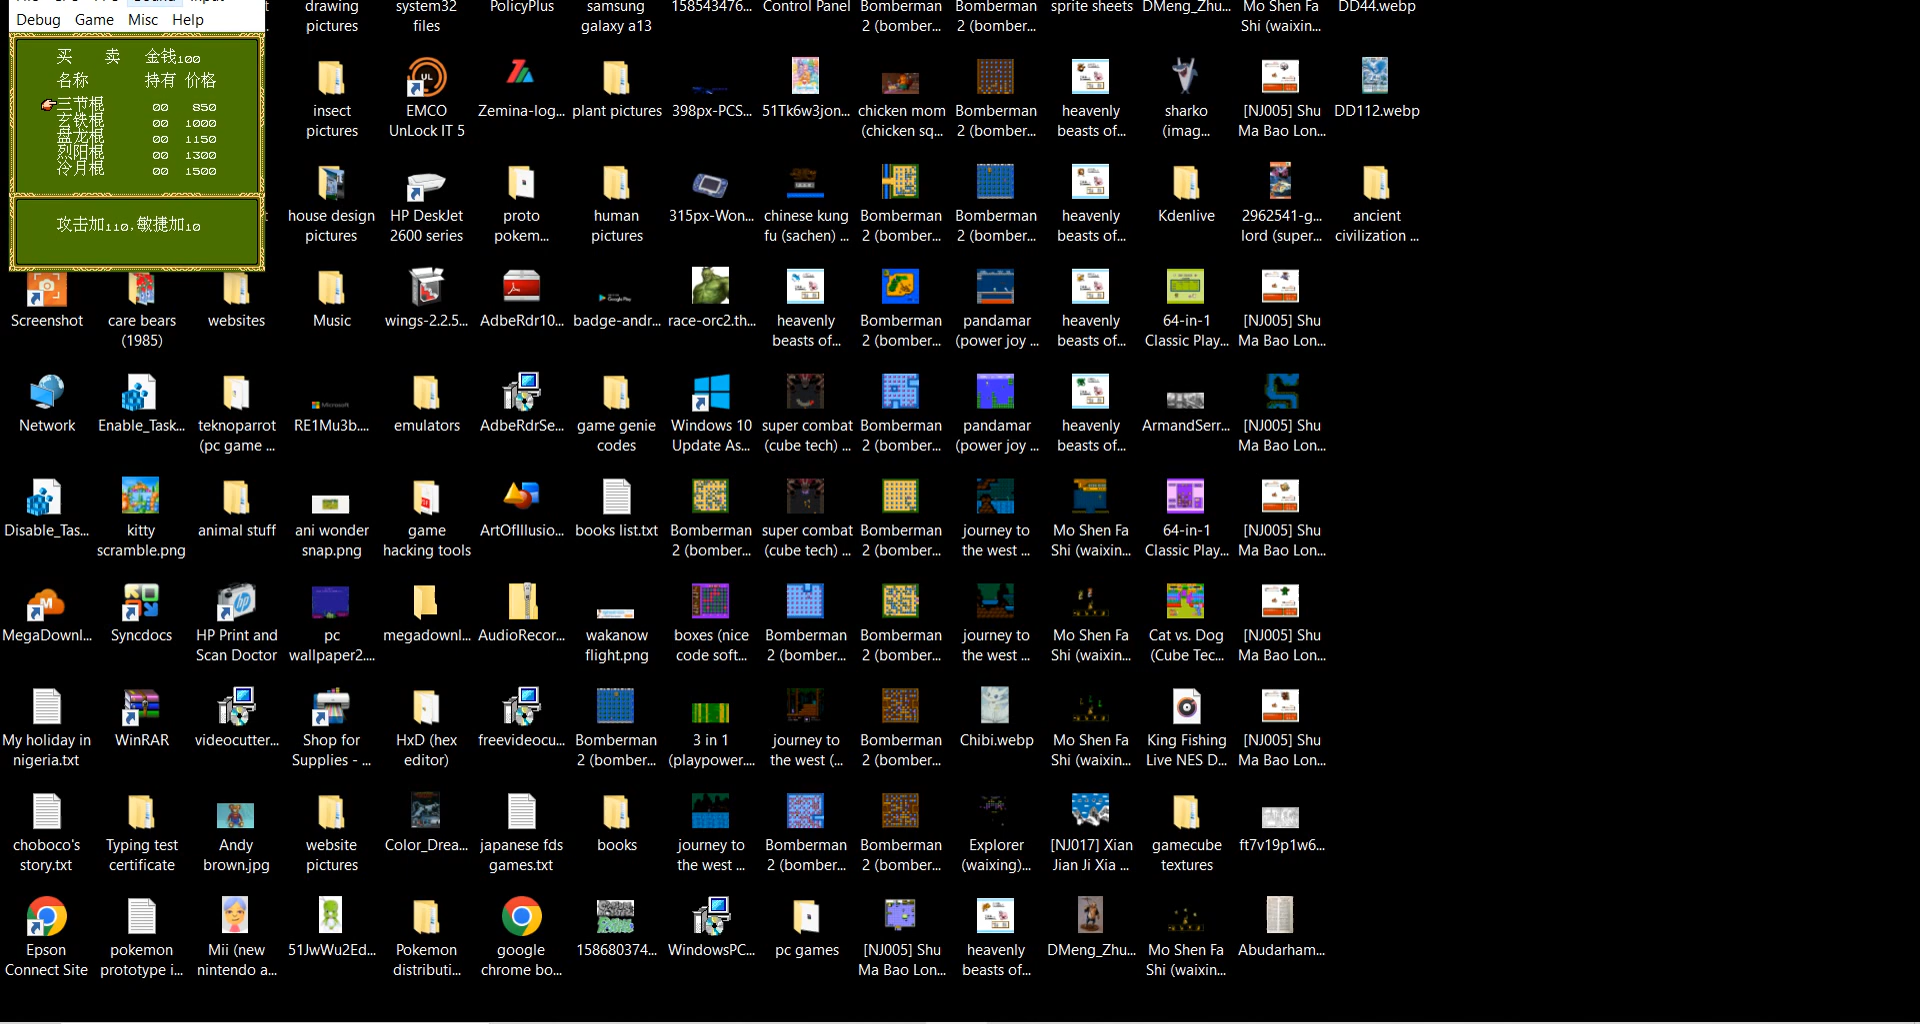 Debug Game Misc Help
买 卖 金钱100
名称 持有 价格
三节棍 00 850
玄铁棍 00 1000
盘龙棍 00 1150
烈阳棍 00 1300
冷月棍 00 1500
攻击加110,敏捷加10
drawing
pictures
system32
files
PolicyPlus
samsung
galaxy a13
158543476...
Control Panel
Bomberman
2 (bomber...
Bomberman
2 (bomber...
sprite sheets
DMeng_Zhu...
Mo Shen Fa
Shi (waixin...
DD44.webp
insect
pictures
EMCO
UnLock IT 5
Zemina-log...
plant pictures
398px-PCS...
51Tk6w3jon...
chicken mom
(chicken sq...
Bomberman
2 (bomber...
heavenly
beasts of...
sharko
(imag...
[NJ005] Shu
Ma Bao Lon...
DD112.webp
house design
pictures
HP DeskJet
2600 series
proto
pokem...
human
pictures
315px-Won...
chinese kung
fu (sachen) ...
Bomberman
2 (bomber...
Bomberman
2 (bomber...
heavenly
beasts of...
Kdenlive
2962541-g...
lord (super...
ancient
civilization ...
Screenshot
care bears
(1985)
websites
Music
wings-2.2.5...
AdbeRdr10...
badge-andr...
race-orc2.th...
heavenly
beasts of...
Bomberman
2 (bomber...
pandamar
(power joy ...
heavenly
beasts of...
64-in-1
Classic Play...
[NJ005] Shu
Ma Bao Lon...
Network
Enable_Task...
teknoparrot
(pc game ...
RE1Mu3b....
emulators
AdbeRdrSe...
game genie
codes
Windows 10
Update As...
super combat
(cube tech) ...
Bomberman
2 (bomber...
pandamar
(power joy ...
heavenly
beasts of...
ArmandSerr...
[NJ005] Shu
Ma Bao Lon...
Disable_Tas...
kitty
scramble.png
animal stuff
ani wonder
snap.png
game
hacking tools
ArtOfIllusio...
books list.txt
Bomberman
2 (bomber...
super combat
(cube tech) ...
Bomberman
2 (bomber...
journey to
the west ...
Mo Shen Fa
Shi (waixin...
64-in-1
Classic Play...
[NJ005] Shu
Ma Bao Lon...
MegaDownl...
Syncdocs
HP Print and
Scan Doctor
pc
wallpaper2....
megadownl...
AudioRecor...
wakanow
flight.png
boxes (nice
code soft...
Bomberman
2 (bomber...
Bomberman
2 (bomber...
journey to
the west ...
Mo Shen Fa
Shi (waixin...
Cat vs. Dog
(Cube Tec...
[NJ005] Shu
Ma Bao Lon...
My holiday in
nigeria.txt
WinRAR
videocutter...
Shop for
Supplies - ...
HxD (hex
editor)
freevideocu...
Bomberman
2 (bomber...
3 in 1
(playpower....
journey to
the west (...
Bomberman
2 (bomber...
Chibi.webp
Mo Shen Fa
Shi (waixin...
King Fishing
Live NES D...
[NJ005] Shu
Ma Bao Lon...
choboco's
story.txt
Typing test
certificate
Andy
brown.jpg
website
pictures
Color_Drea...
japanese fds
games.txt
books
journey to
the west ...
Bomberman
2 (bomber...
Bomberman
2 (bomber...
Explorer
(waixing)...
[NJ017] Xian
Jian Ji Xia ...
gamecube
textures
ft7v19p1w6...
Epson
Connect Site
pokemon
prototype i...
Mii (new
nintendo a...
51JwWu2Ed...
Pokemon
distributi...
google
chrome bo...
158680374...
WindowsPC...
pc games
[NJ005] Shu
Ma Bao Lon...
heavenly
beasts of...
DMeng_Zhu...
Mo Shen Fa
Shi (waixin...
Abudarham...